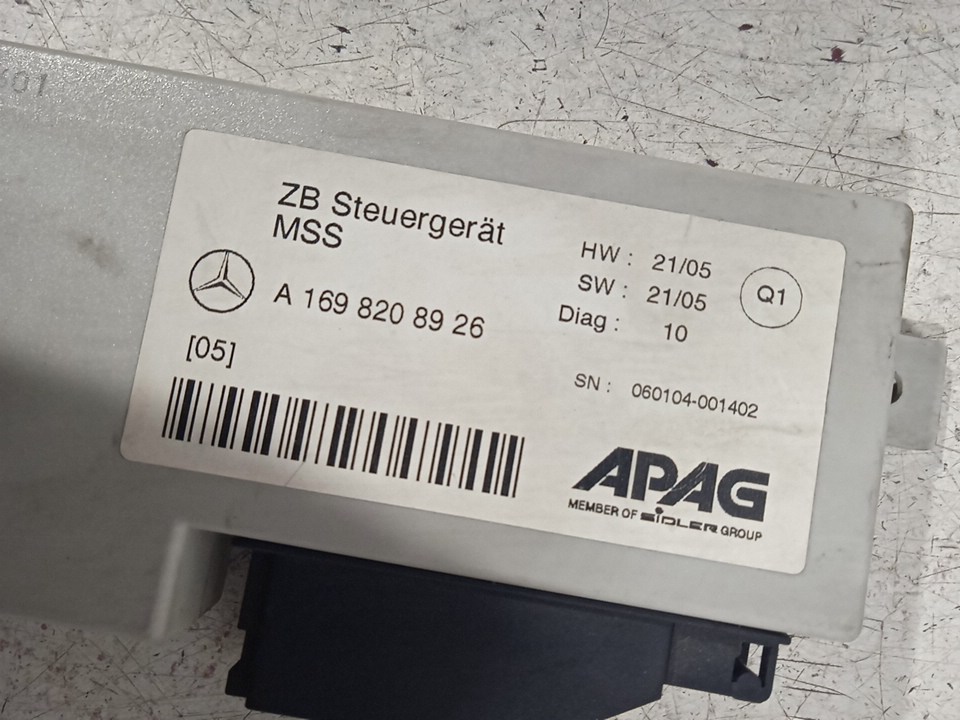 ZB Steuergerät
MSS
A 169 820 89 26
[05]
HW : 21/05
SW : 21/05
Diag : 10
Q1
SN : 060104-001402
APAG
MEMBER OF SIDLER GROUP